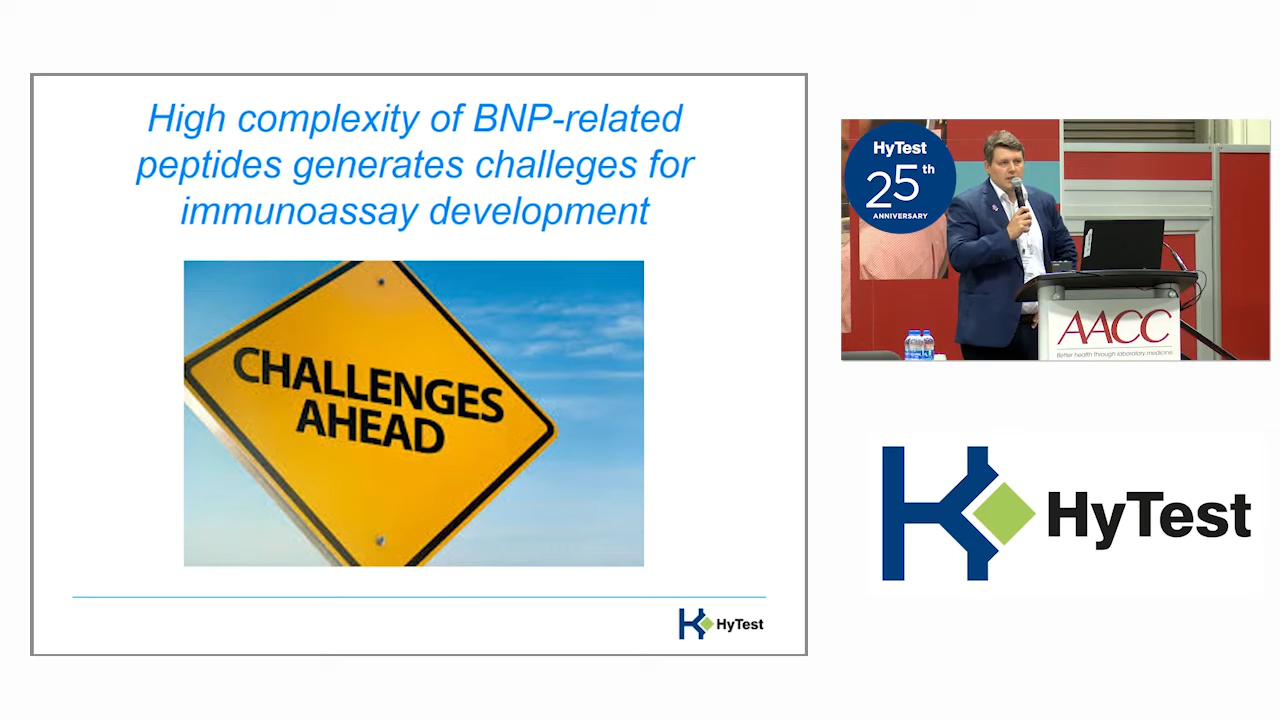 High complexity of BNP-related
peptides generates challeges for
immunoassay development
CHALLENGES
AHEAD
HyTest
HyTest
25th
ANNIVERSARY
AACC
Better health through laboratory medicine
HyTest